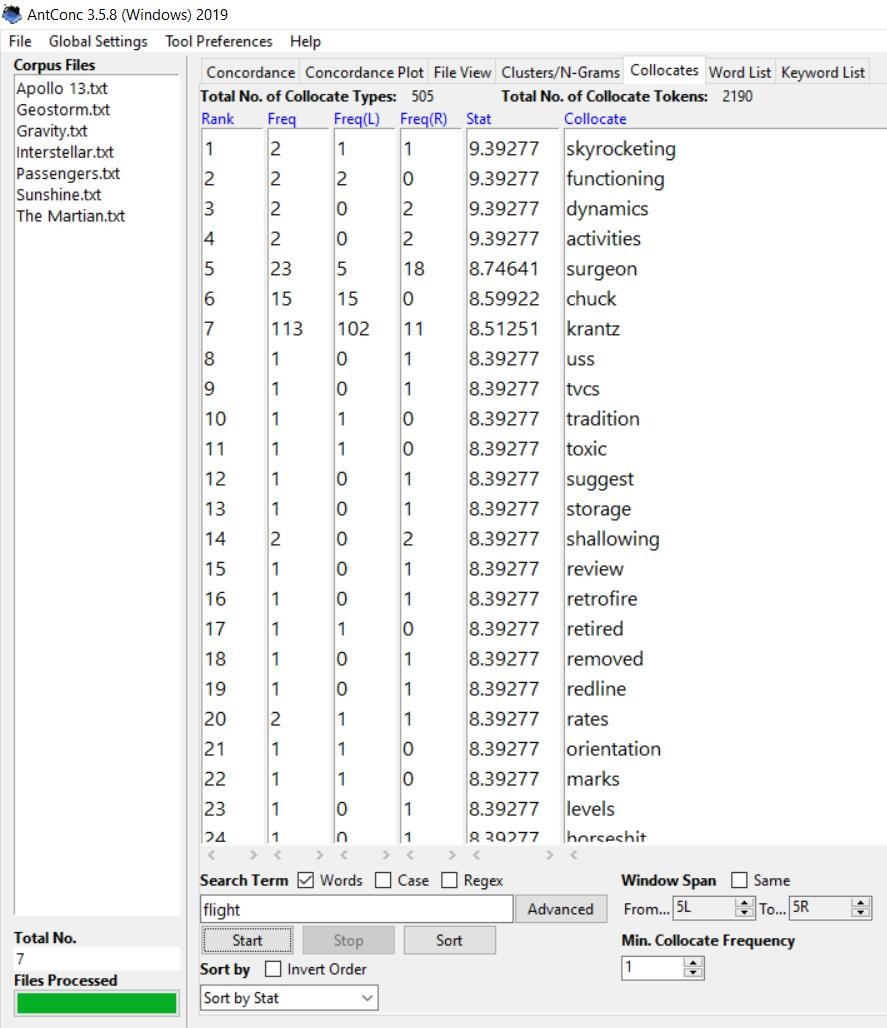 AntConc 3.5.8 (Windows) 2019
File Global Settings Tool Preferences Help
Corpus Files
Apollo 13.txt
Geostorm.txt
Gravity.txt
Interstellar.txt
Passengers.txt
Sunshine.txt
The Martian.txt
Total No.
7
Files Processed
Concordance Concordance Plot File View Clusters/N-Grams Collocates Word List Keyword List
Total No. of Collocate Types: 505 Total No. of Collocate Tokens: 2190
Rank Freq Freq(L) Freq(R) Stat Collocate
1 2 1 1 9.39277 skyrocketing
2 2 2 0 9.39277 functioning
3 2 0 2 9.39277 dynamics
4 2 0 2 9.39277 activities
5 23 5 18 8.74641 surgeon
6 15 15 0 8.59922 chuck
7 113 102 11 8.51251 krantz
8 1 0 1 8.39277 uss
9 1 0 1 8.39277 tvcs
10 1 1 0 8.39277 tradition
11 1 1 0 8.39277 toxic
12 1 0 1 8.39277 suggest
13 1 0 1 8.39277 storage
14 2 0 2 8.39277 shallowing
15 1 0 1 8.39277 review
16 1 0 1 8.39277 retrofire
17 1 1 0 8.39277 retired
18 1 0 1 8.39277 removed
19 1 0 1 8.39277 redline
20 2 1 1 8.39277 rates
21 1 1 0 8.39277 orientation
22 1 1 0 8.39277 marks
23 1 0 1 8.39277 levels
24 1 0 1 8.39277 horseshit
Search Term Words Case Regex
flight Advanced
Start Stop Sort
Sort by Invert Order
Sort by Stat
Window Span Same
From... 5L To... 5R
Min. Collocate Frequency
1